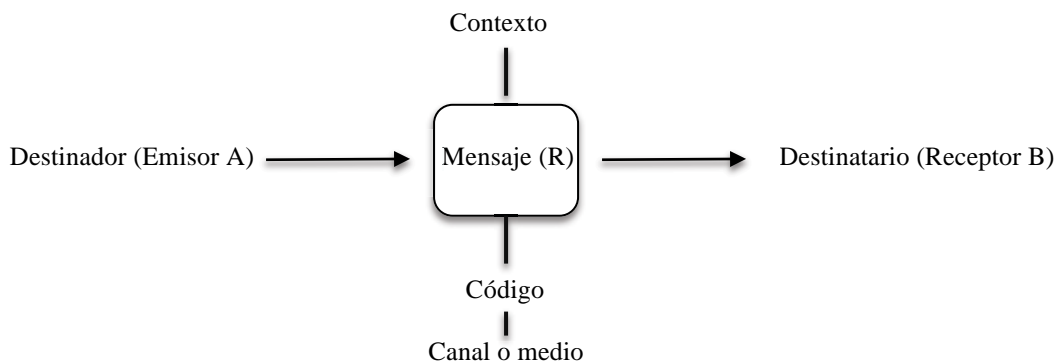 Contexto
Destinador (Emisor A)
Mensaje (R)
Destinatario (Receptor B)
Código
Canal o medio